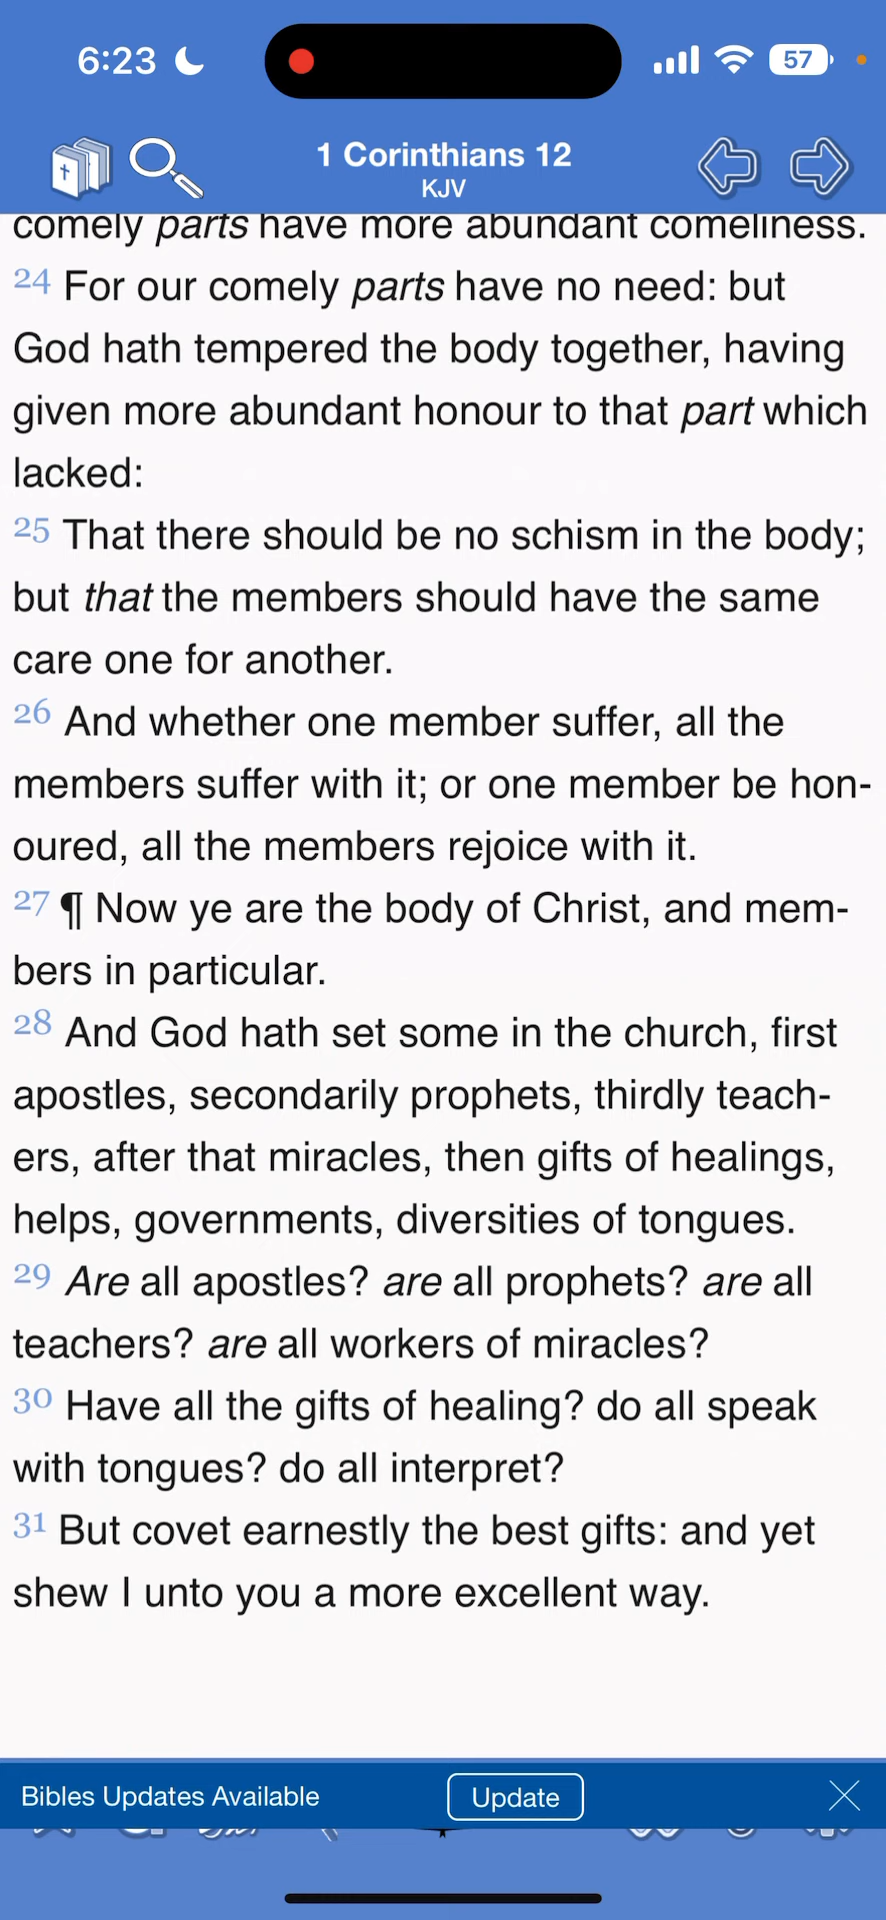 6:23
57
1 Corinthians 12
KJV
comely parts have more abundant comeliness.
24 For our comely parts have no need: but
God hath tempered the body together, having
given more abundant honour to that part which
lacked:
25 That there should be no schism in the body;
but that the members should have the same
care one for another.
26 And whether one member suffer, all the
members suffer with it; or one member be hon-
oured, all the members rejoice with it.
27 ¶ Now ye are the body of Christ, and mem-
bers in particular.
28 And God hath set some in the church, first
apostles, secondarily prophets, thirdly teach-
ers, after that miracles, then gifts of healings,
helps, governments, diversities of tongues.
29 Are all apostles? are all prophets? are all
teachers? are all workers of miracles?
30 Have all the gifts of healing? do all speak
with tongues? do all interpret?
31 But covet earnestly the best gifts: and yet
shew I unto you a more excellent way.
Bibles Updates Available
Update